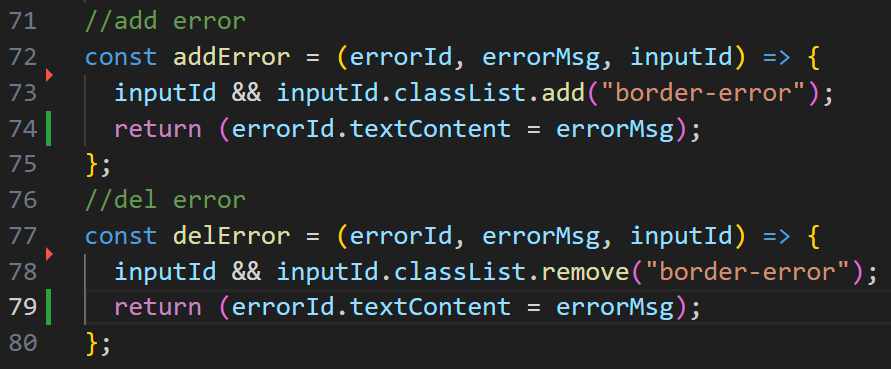 71 //add error
72 const addError = (errorId, errorMsg, inputId) => {
73 inputId && inputId.classList.add("border-error");
74 return (errorId.textContent = errorMsg);
75 };
76 //del error
77 const delError = (errorId, errorMsg, inputId) => {
78 inputId && inputId.classList.remove("border-error");
79 return (errorId.textContent = errorMsg);
80 };